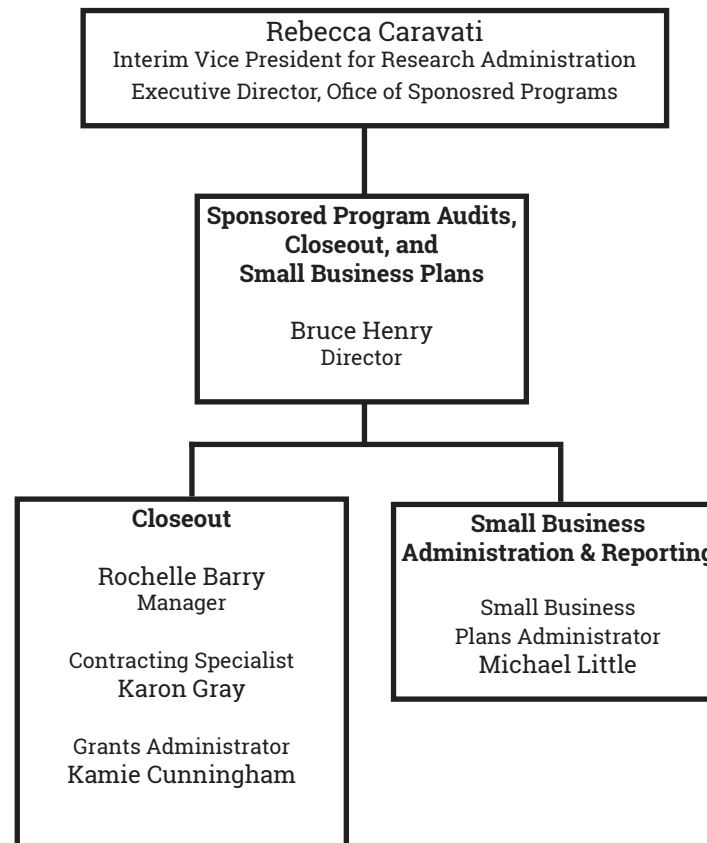 Rebecca Caravati
Interim Vice President for Research Administration
Executive Director, Ofice of Sponosred Programs
Sponsored Program Audits,
Closeout, and
Small Business Plans
Bruce Henry
Director
Closeout
Rochelle Barry
Manager
Contracting Specialist
Karon Gray
Grants Administrator
Kamie Cunningham
Small Business
Administration & Reporting
Small Business
Plans Administrator
Michael Little